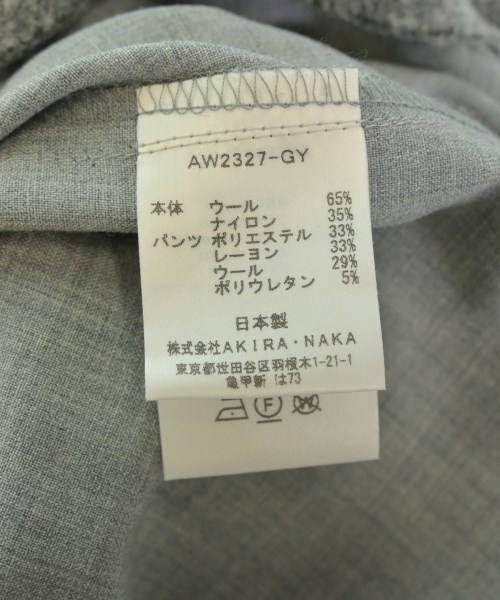 AW2327-GY
本体 ウール 65%
ナイロン 35%
パンツ ポリエステル 33%
レーヨン 33%
ウール 29%
ポリウレタン 5%
日本製
株式会社AKIRA・NAKA
東京都世田谷区羽根木1-21-1
亀甲新 は73
F W